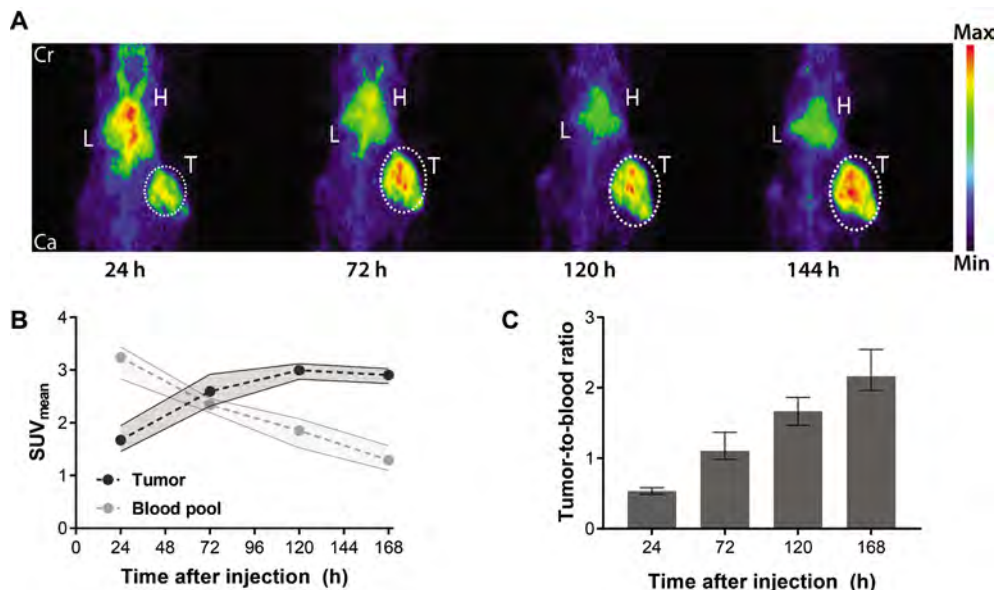 A
Cr
H
L
T
Ca
24 h
H
L
T
72 h
H
L
T
120 h
H
L
T
144 h
Max
Min
B
SUVmean
4
3
2
1
0
Tumor
Blood pool
0 24 48 72 96 120 144 168
Time after injection (h)
C
Tumor-to-blood ratio
3
2
1
0
24 72 120 168
Time after injection (h)